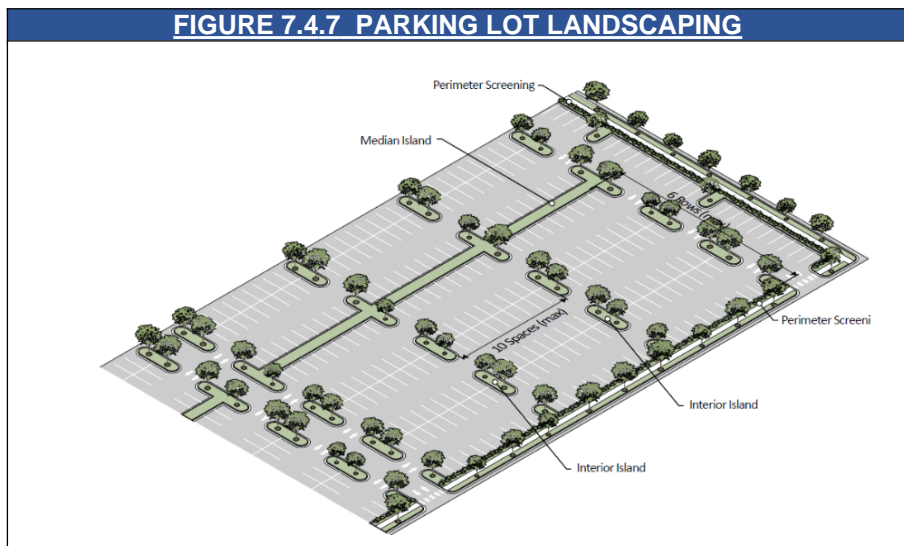 FIGURE 7.4.7 PARKING LOT LANDSCAPING
Perimeter Screening
Median Island
6 Rows (max)
10 Spaces (max)
Perimeter Screeni
Interior Island
Interior Island